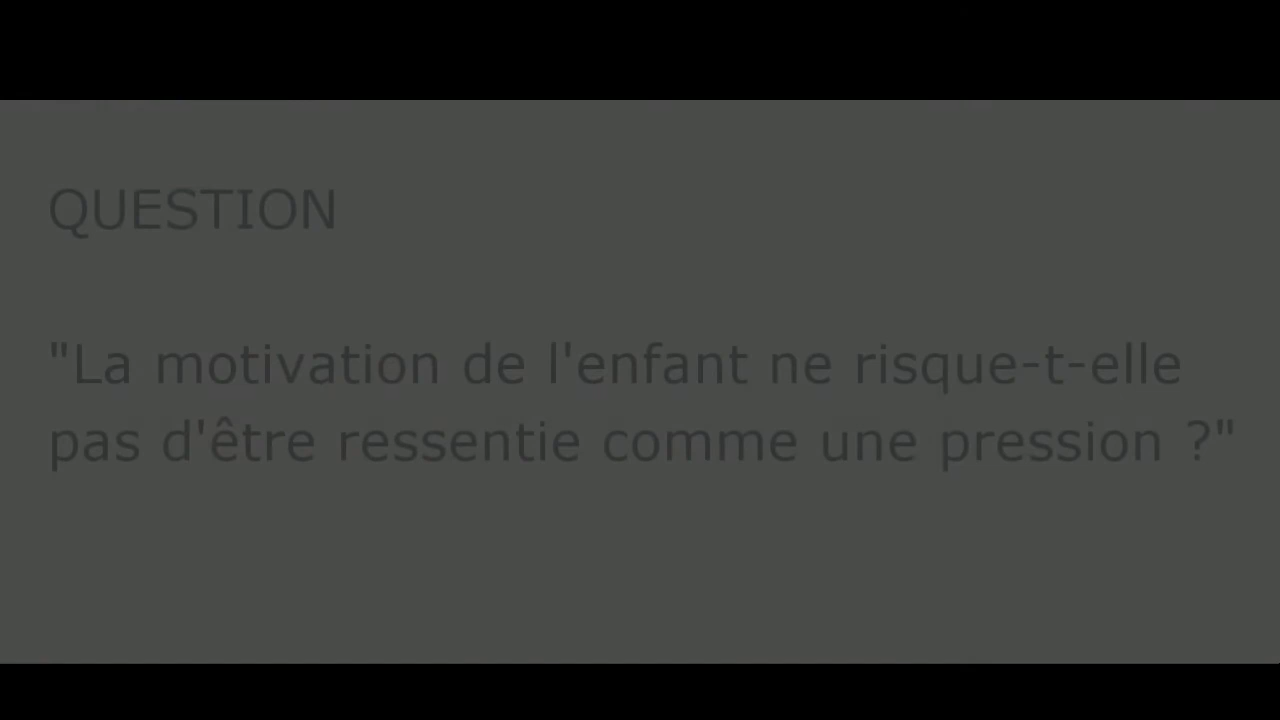 QUESTION
"La motivation de l'enfant ne risque-t-elle
pas d'être ressentie comme une pression ?"